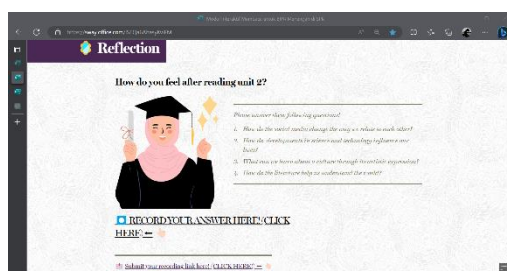 Reflection
How do you feel after reading unit 2?
Please answer these following questions!
1. How do the social media change the way we relate to each other?
2. How do developments in science and technology influence our lives?
3. What can we learn about a culture through its artistic expression?
4. How do the literature help us understand the world?
RECORD YOUR ANSWER HERE! (CLICK
HERE)
Submit your recording link here! (CLICK HERE)